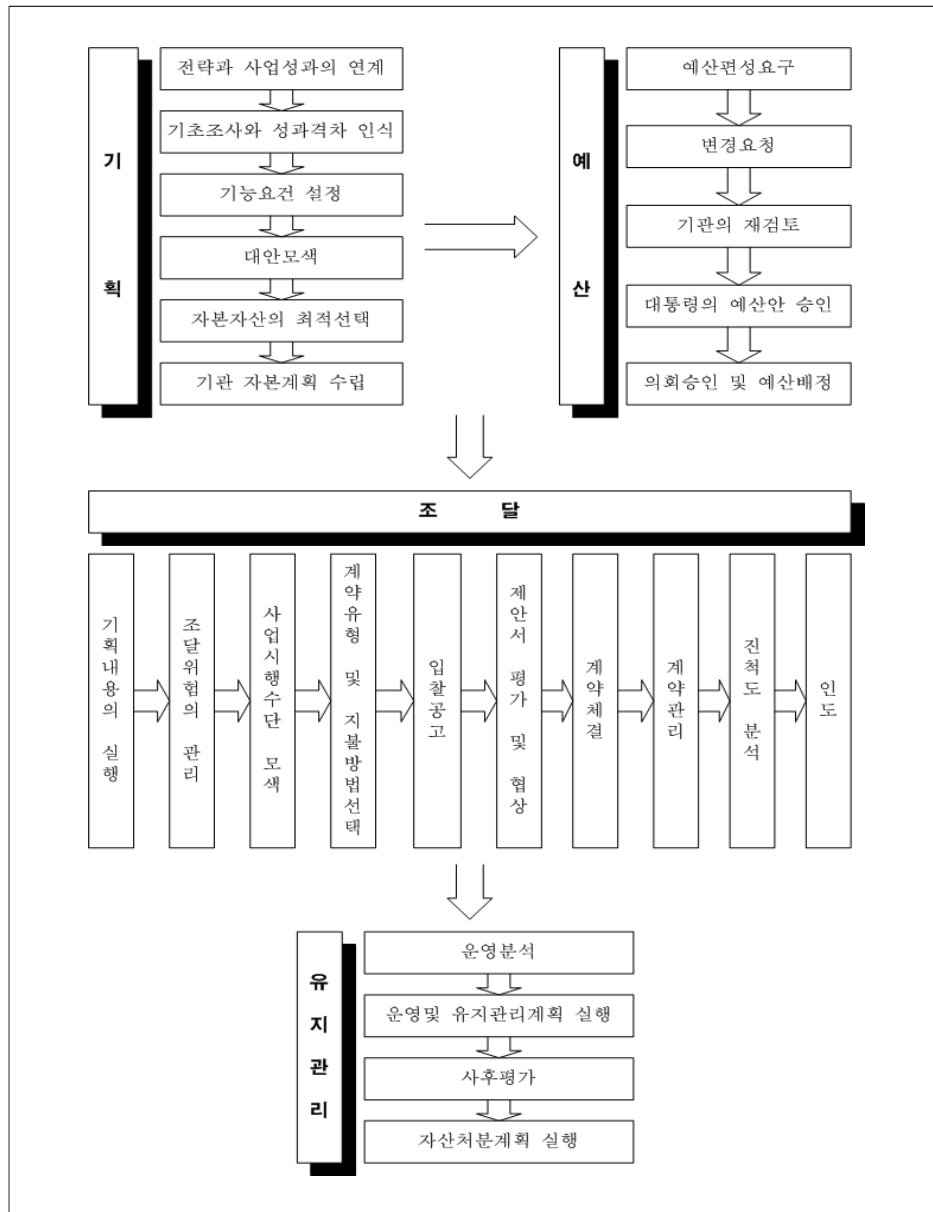 기획
전략과 사업성과의 연계
기초조사와 성과격차 인식
기능요건 설정
대안모색
자본자산의 최적선택
기관 자본계획 수립
예산
예산편성요구
변경요청
기관의 재검토
대통령의 예산안 승인
의회승인 및 예산배정
조 달
기획내용의 실행
조달위험의 관리
사업시행수단 모색
계약유형 및 지불방법선택
입찰공고
제안서 평가 및 협상
계약체결
계약관리
진척도 분석
인도
유지관리
운영분석
운영및 유지관리계획 실행
사후평가
자산처분계획 실행